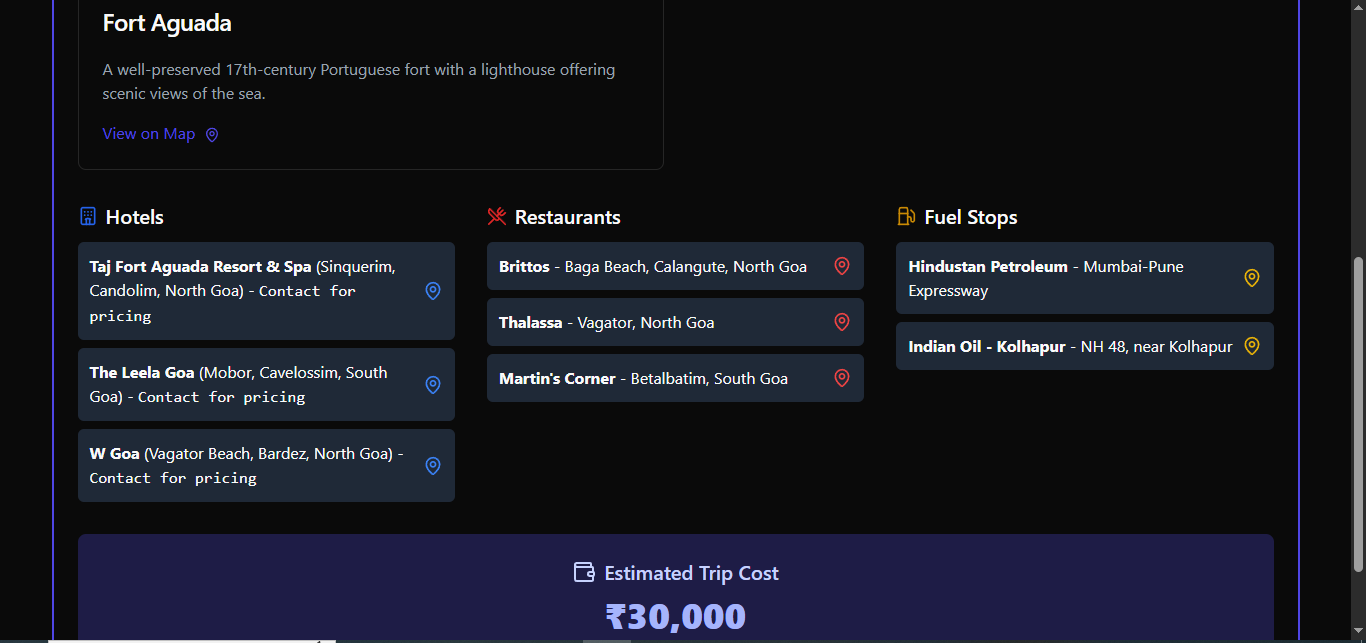 Fort Aguada
A well-preserved 17th-century Portuguese fort with a lighthouse offering
scenic views of the sea.
View on Map
Hotels
Taj Fort Aguada Resort & Spa (Sinquerim,
Candolim, North Goa) - Contact for
pricing
The Leela Goa (Mobor, Cavelossim, South
Goa) - Contact for pricing
W Goa (Vagator Beach, Bardez, North Goa) -
Contact for pricing
Restaurants
Brittos - Baga Beach, Calangute, North Goa
Thalassa - Vagator, North Goa
Martin's Corner - Betalbatim, South Goa
Fuel Stops
Hindustan Petroleum - Mumbai-Pune
Expressway
Indian Oil - Kolhapur - NH 48, near Kolhapur
Estimated Trip Cost
₹30,000